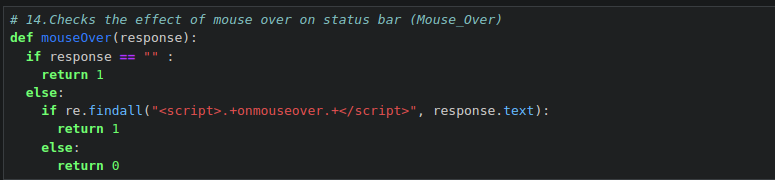 # 14.Checks the effect of mouse over on status bar (Mouse_Over)
def mouseOver(response):
  if response == "" :
    return 1
  else:
    if re.findall("<script>.+onmouseover.+</script>", response.text):
      return 1
    else:
      return 0